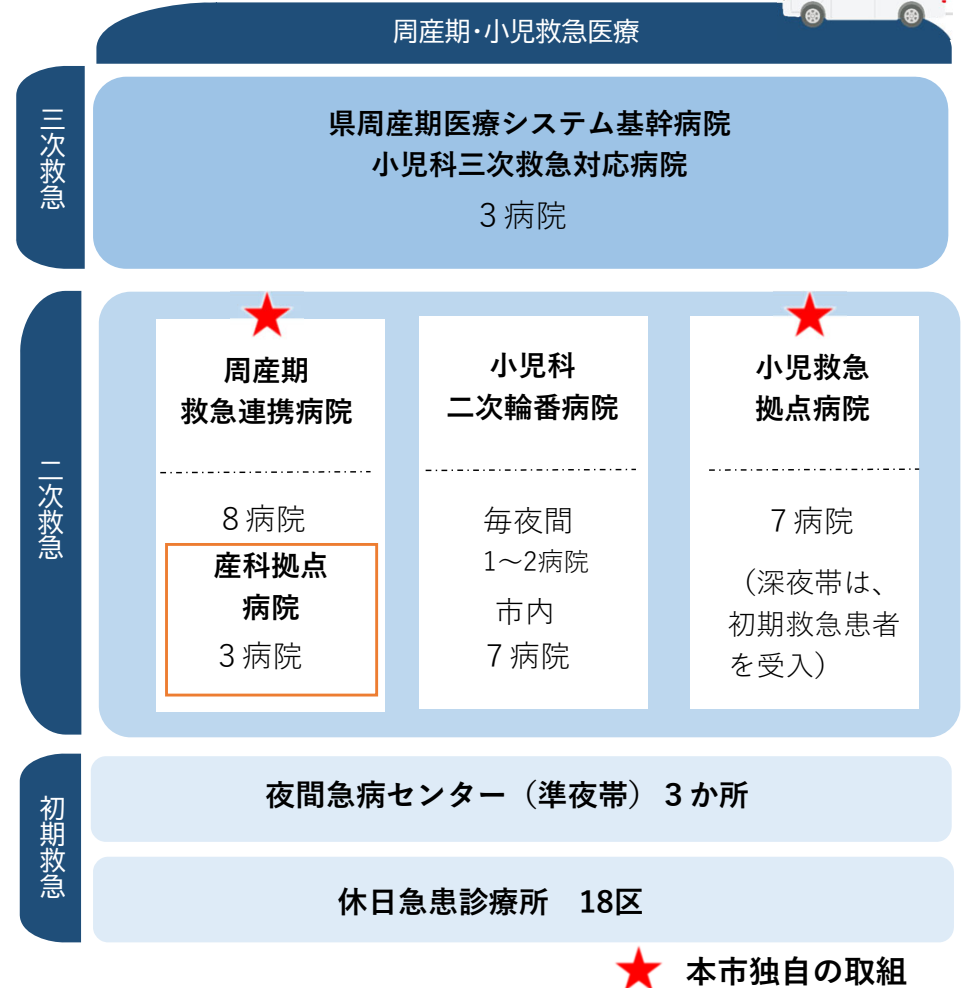 周産期・小児救急医療
三次救急
県周産期医療システム基幹病院
小児科三次救急対応病院
３病院
二次救急
周産期
救急連携病院
８病院
産科拠点
病院
３病院
小児科
二次輪番病院
毎夜間
1～2病院
市内
７病院
小児救急
拠点病院
７病院
（深夜帯は、
初期救急患者
を受入）
初期救急
夜間急病センター（準夜帯）３か所
休日急患診療所　18区
★ 本市独自の取組